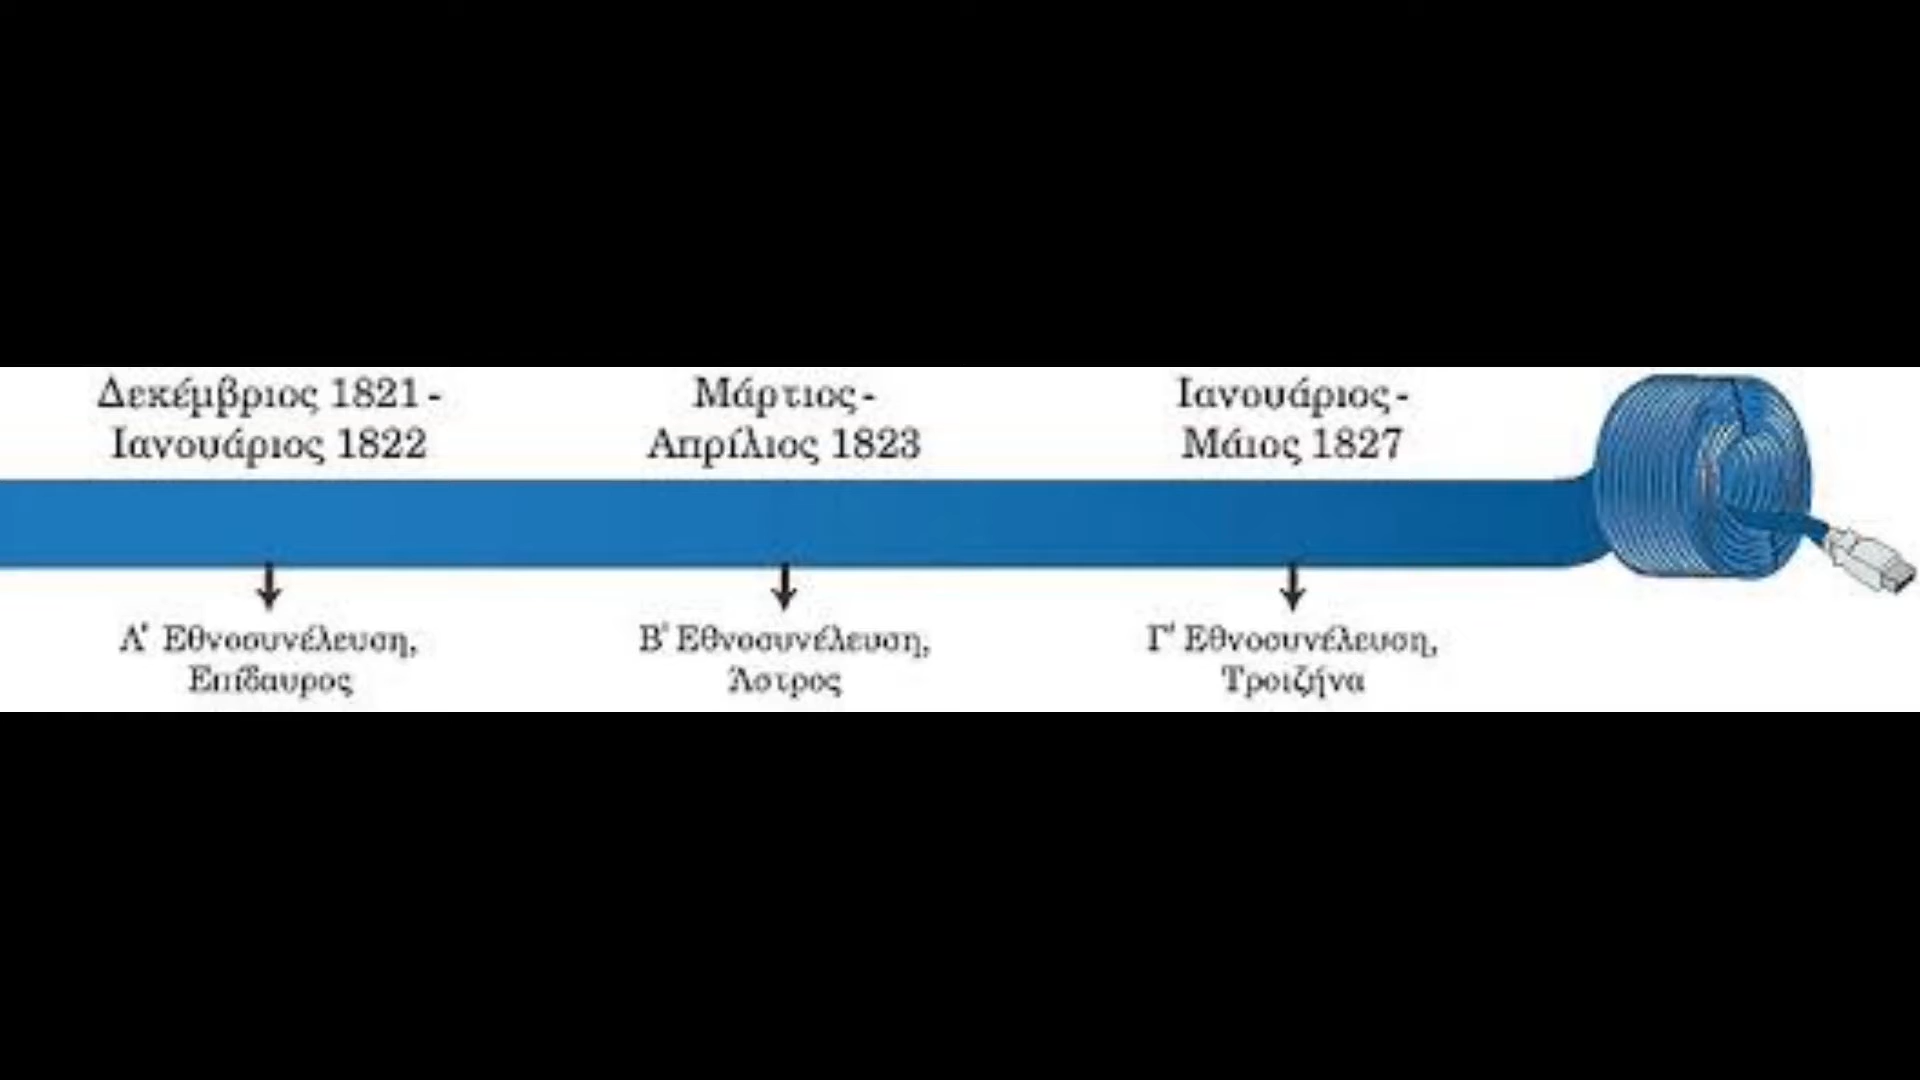 Δεκέμβριος 1821 -
Ιανουάριος 1822
Μάρτιος -
Απρίλιος 1823
Ιανουάριος -
Μάιος 1827
Α' Εθνοσυνέλευση,
Επίδαυρος
Β' Εθνοσυνέλευση,
Άστρος
Γ' Εθνοσυνέλευση,
Τροιζήνα